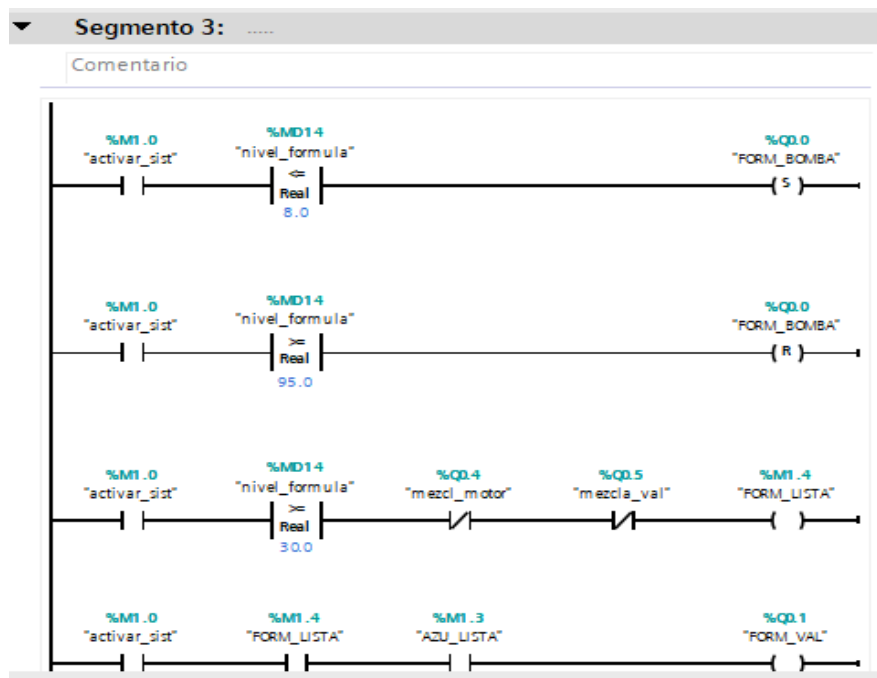 Segmento 3: .....
Comentario
%M1.0 %MD14 %Q0.0
"activar_sist" "nivel_formula" "FORM_BOMBA"
<= S
Real
8.0
%M1.0 %MD14 %Q0.0
"activar_sist" "nivel_formula" "FORM_BOMBA"
>= R
Real
95.0
%M1.0 %MD14 %Q0.4 %Q0.5 %M1.4
"activar_sist" "nivel_formula" "mezcl_motor" "mezcla_val" "FORM_LISTA"
>=
Real
30.0
%M1.0 %M1.4 %M1.3 %Q0.1
"activar_sist" "FORM_LISTA" "AZU_LISTA" "FORM_VAL"